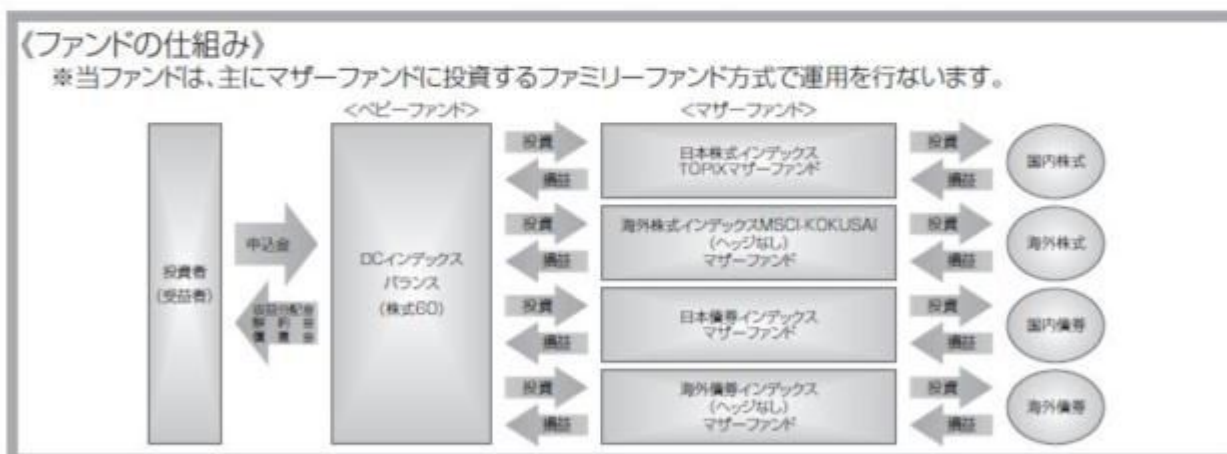 《ファンドの仕組み》
※当ファンドは、主にマザーファンドに投資するファミリーファンド方式で運用を行ないます。
<ベビーファンド>
<マザーファンド>
投資者
(受益者)
申込金
収益分配金
解約金
償還金
DCインデックス
バランス
(株式60)
投資
損益
日本株式インデックス
TOPIXマザーファンド
投資
損益
国内株式
投資
損益
海外株式インデックスMSCI-KOKUSAI
(ヘッジなし)
マザーファンド
投資
損益
海外株式
投資
損益
日本債券インデックス
マザーファンド
投資
損益
国内債券
投資
損益
海外債券インデックス
(ヘッジなし)
マザーファンド
投資
損益
海外債券